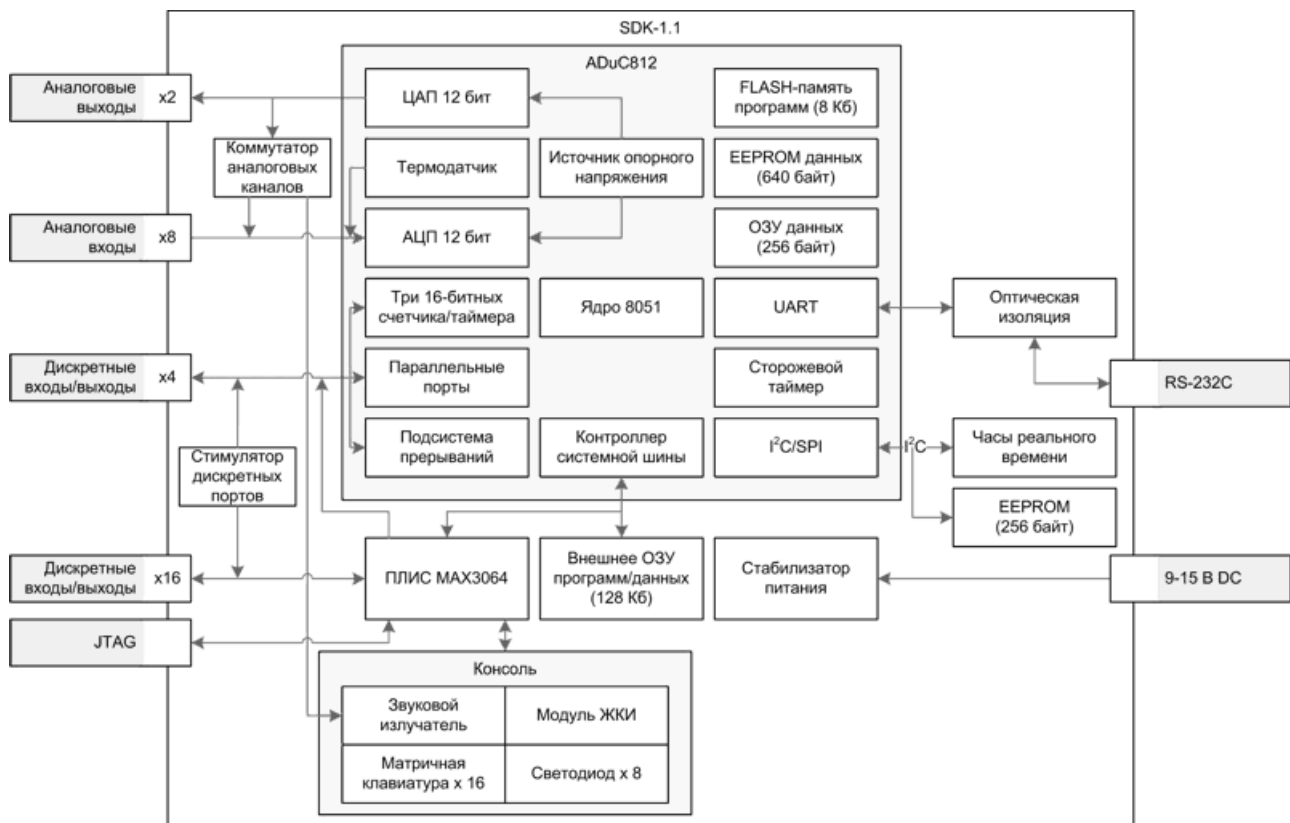 SDK-1.1
ADuC812
Аналоговые
выходы
x2
ЦАП 12 бит
FLASH-память
программ (8 Кб)
Коммутатор
аналоговых
каналов
Термодатчик
Источник опорного
напряжения
EEPROM данных
(640 байт)
Аналоговые
входы
x8
АЦП 12 бит
ОЗУ данных
(256 байт)
Три 16-битных
счетчика/таймера
Ядро 8051
UART
Оптическая
изоляция
Дискретные
входы/выходы
x4
Параллельные
порты
Сторожевой
таймер
RS-232C
Стимулятор
дискретных
портов
Подсистема
прерываний
Контроллер
системной шины
I²C/SPI
I²C
Часы реального
времени
EEPROM
(256 байт)
Дискретные
входы/выходы
x16
ПЛИС MAX3064
Внешнее ОЗУ
программ/данных
(128 Кб)
Стабилизатор
питания
9-15 В DC
JTAG
Консоль
Звуковой
излучатель
Модуль ЖКИ
Матричная
клавиатура x 16
Светодиод x 8